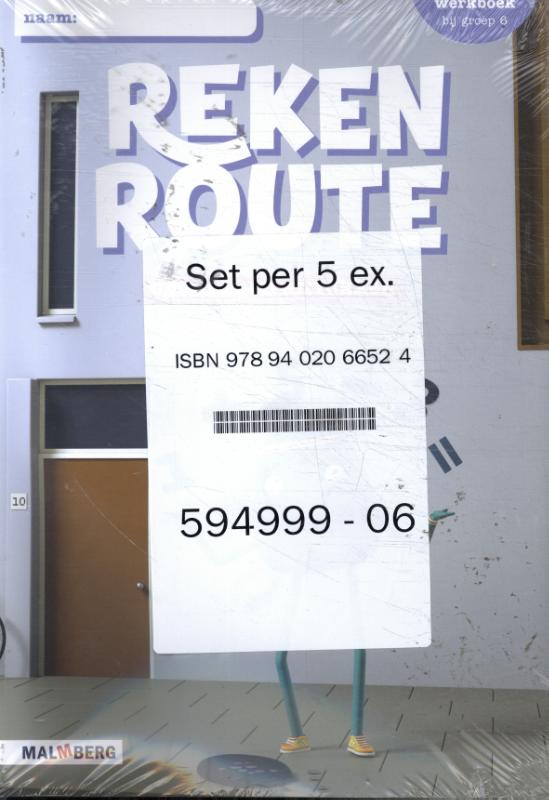 naam:
werkboek
bij groep 6
REKEN
ROUTE
Set per 5 ex.
ISBN 978 94 020 6652 4
594999 - 06
10
MALMBERG